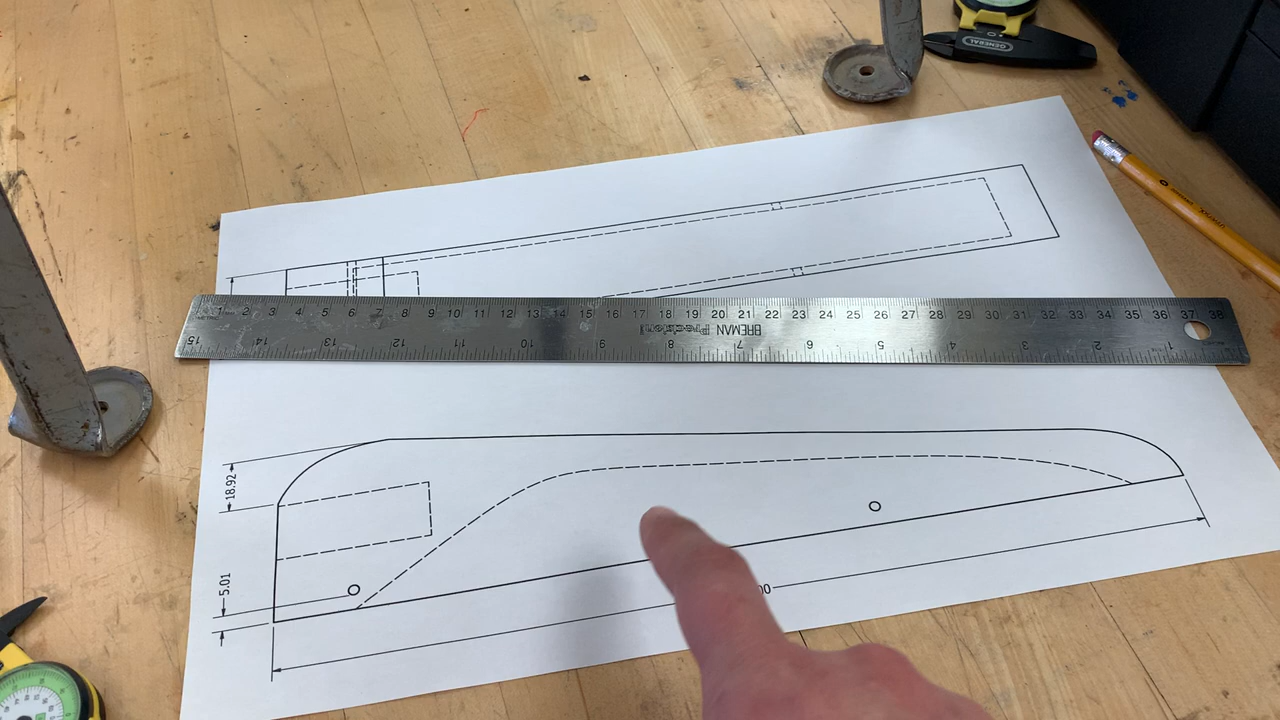 GENERAL
1 2 3 4 5 6 7 8 9 10 11 12 13 14 15 16 17 18 19 20 21 22 23 24 25 26 27 28 29 30 31 32 33 34 35 36 37 38
METRIC
BREMAN Precision
15 14 13 12 11 10 9 8 7 6 5 4 3 2 1
18.92
5.01
00